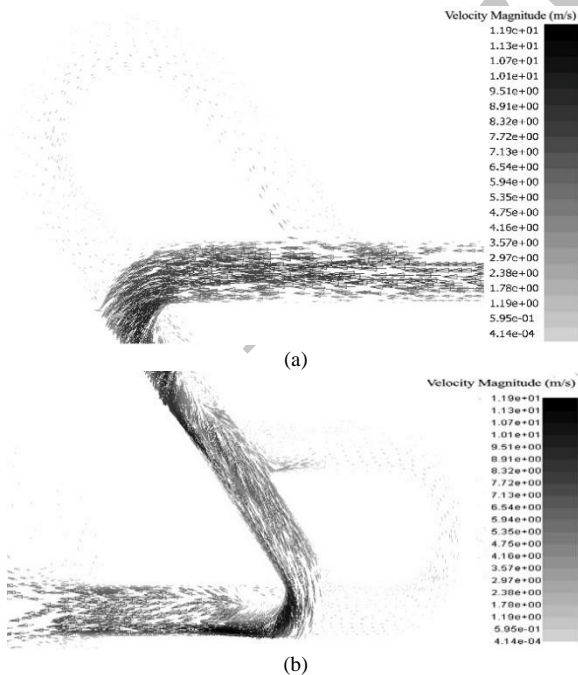 Velocity Magnitude (m/s)
1.19e+01
1.13e+01
1.07e+01
1.01e+01
9.51e+00
8.91e+00
8.32e+00
7.72e+00
7.13e+00
6.54e+00
5.94e+00
5.35e+00
4.75e+00
4.16e+00
3.57e+00
2.97e+00
2.38e+00
1.78e+00
1.19e+00
5.95e-01
4.14e-04
(a)
Velocity Magnitude (m/s)
1.19e+01
1.13e+01
1.07e+01
1.01e+01
9.51e+00
8.91e+00
8.32e+00
7.72e+00
7.13e+00
6.54e+00
5.94e+00
5.35e+00
4.75e+00
4.16e+00
3.57e+00
2.97e+00
2.38e+00
1.78e+00
1.19e+00
5.95e-01
4.14e-04
(b)